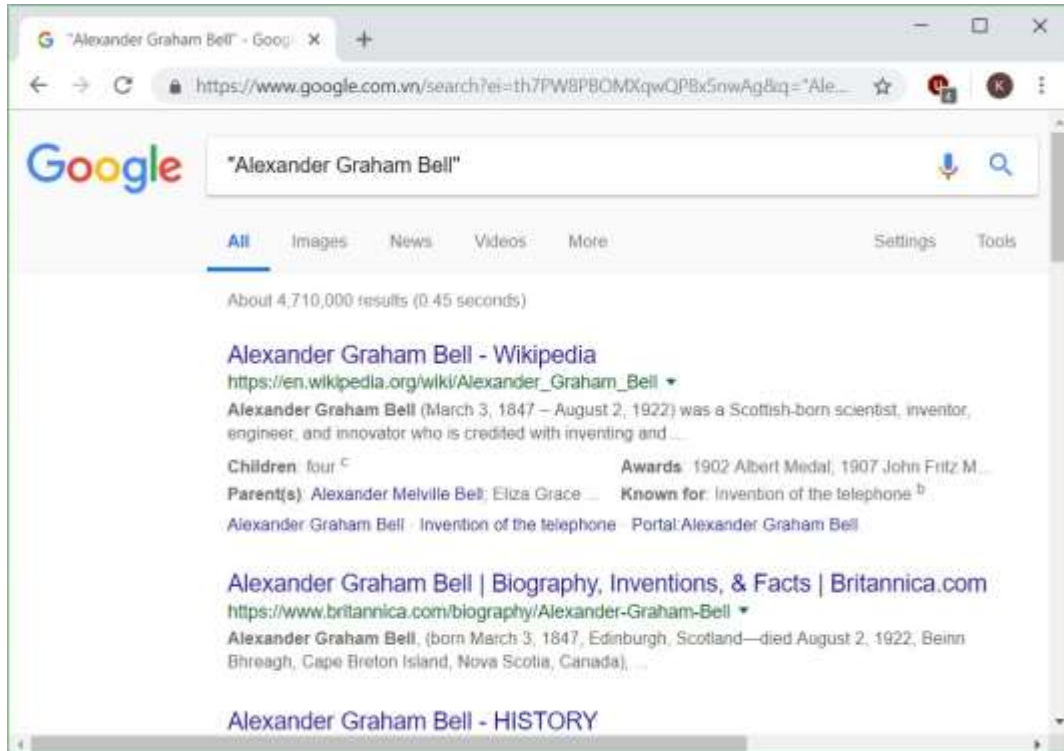 "Alexander Graham Bell" - Goog
https://www.google.com.vn/search?ei=th7PW8PBOMXqwQPBx5nwAg&q="Ale...
K
Google
"Alexander Graham Bell"
All Images News Videos More Settings Tools
About 4,710,000 results (0.45 seconds)
Alexander Graham Bell - Wikipedia
https://en.wikipedia.org/wiki/Alexander_Graham_Bell
Alexander Graham Bell (March 3, 1847 – August 2, 1922) was a Scottish-born scientist, inventor,
engineer, and innovator who is credited with inventing and ...
Children: four c Awards: 1902 Albert Medal, 1907 John Fritz M...
Parent(s): Alexander Melville Bell; Eliza Grace ... Known for: Invention of the telephone b
Alexander Graham Bell · Invention of the telephone · Portal:Alexander Graham Bell
Alexander Graham Bell | Biography, Inventions, & Facts | Britannica.com
https://www.britannica.com/biography/Alexander-Graham-Bell
Alexander Graham Bell, (born March 3, 1847, Edinburgh, Scotland—died August 2, 1922, Beinn
Bhreagh, Cape Breton Island, Nova Scotia, Canada), ...
Alexander Graham Bell - HISTORY